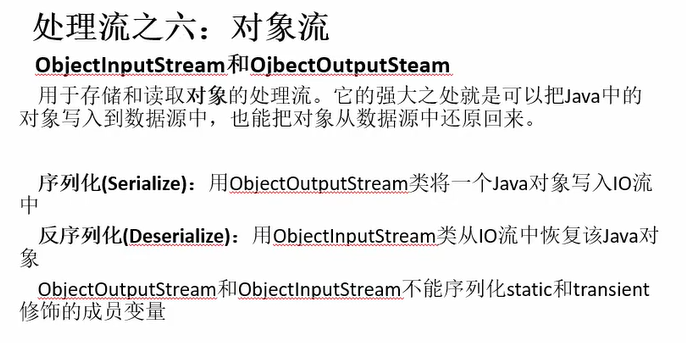 处理流之六：对象流
ObjectInputStream和OjbectOutputSteam
用于存储和读取对象的处理流。它的强大之处就是可以把Java中的
对象写入到数据源中，也能把对象从数据源中还原回来。
序列化(Serialize)：用ObjectOutputStream类将一个Java对象写入IO流
中
反序列化(Deserialize)：用ObjectInputStream类从IO流中恢复该Java对
象
ObjectOutputStream和ObjectInputStream不能序列化static和transient
修饰的成员变量